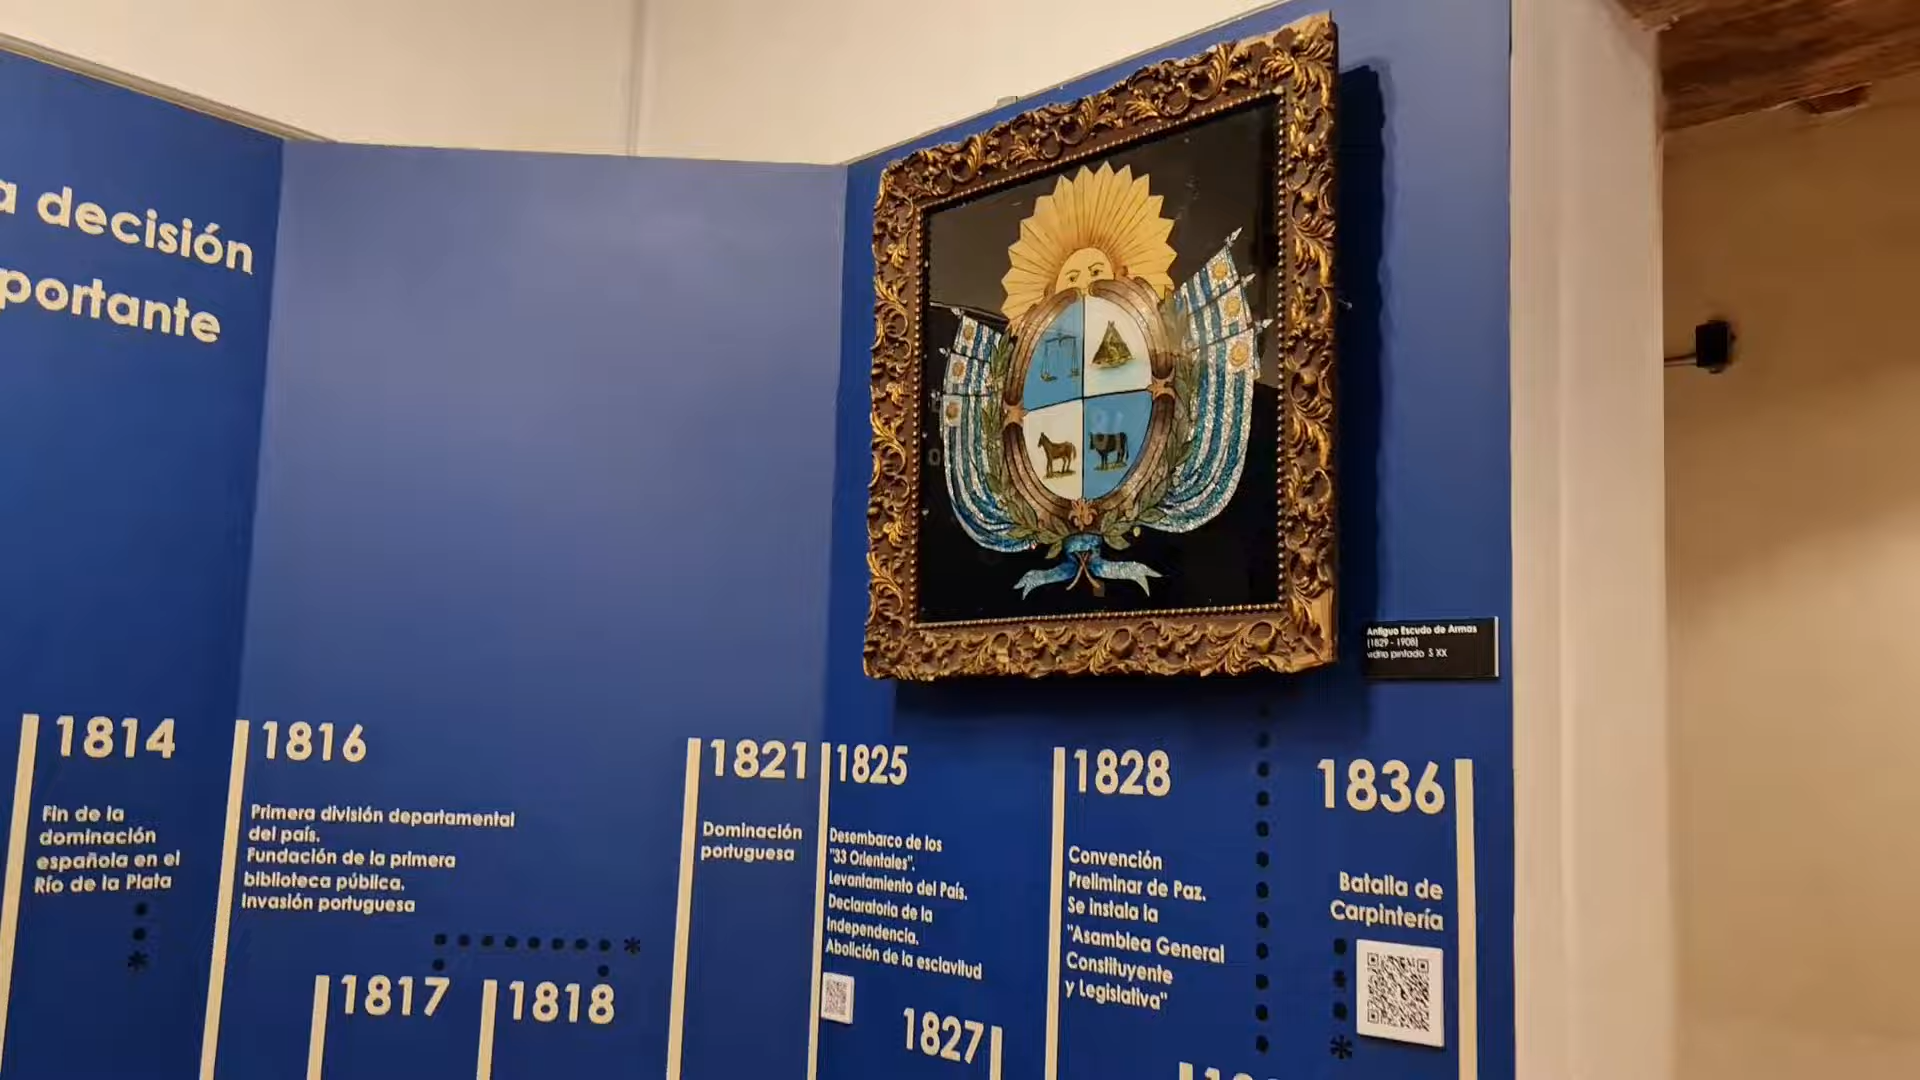 a decisión
portante
Antiguo Escudo de Armas
(1829 - 1908)
vidrio pintado S XX
1814
Fin de la
dominación
española en el
Río de la Plata
1816
Primera división departamental
del país.
Fundación de la primera
biblioteca pública.
Invasión portuguesa
1817
1818
1821
Dominación
portuguesa
1825
Desembarco de los
"33 Orientales".
Levantamiento del País.
Declaratoria de la
Independencia.
Abolición de la esclavitud
1827
1828
Convención
Preliminar de Paz.
Se instala la
"Asamblea General
Constituyente
y Legislativa"
1836
Batalla de
Carpintería